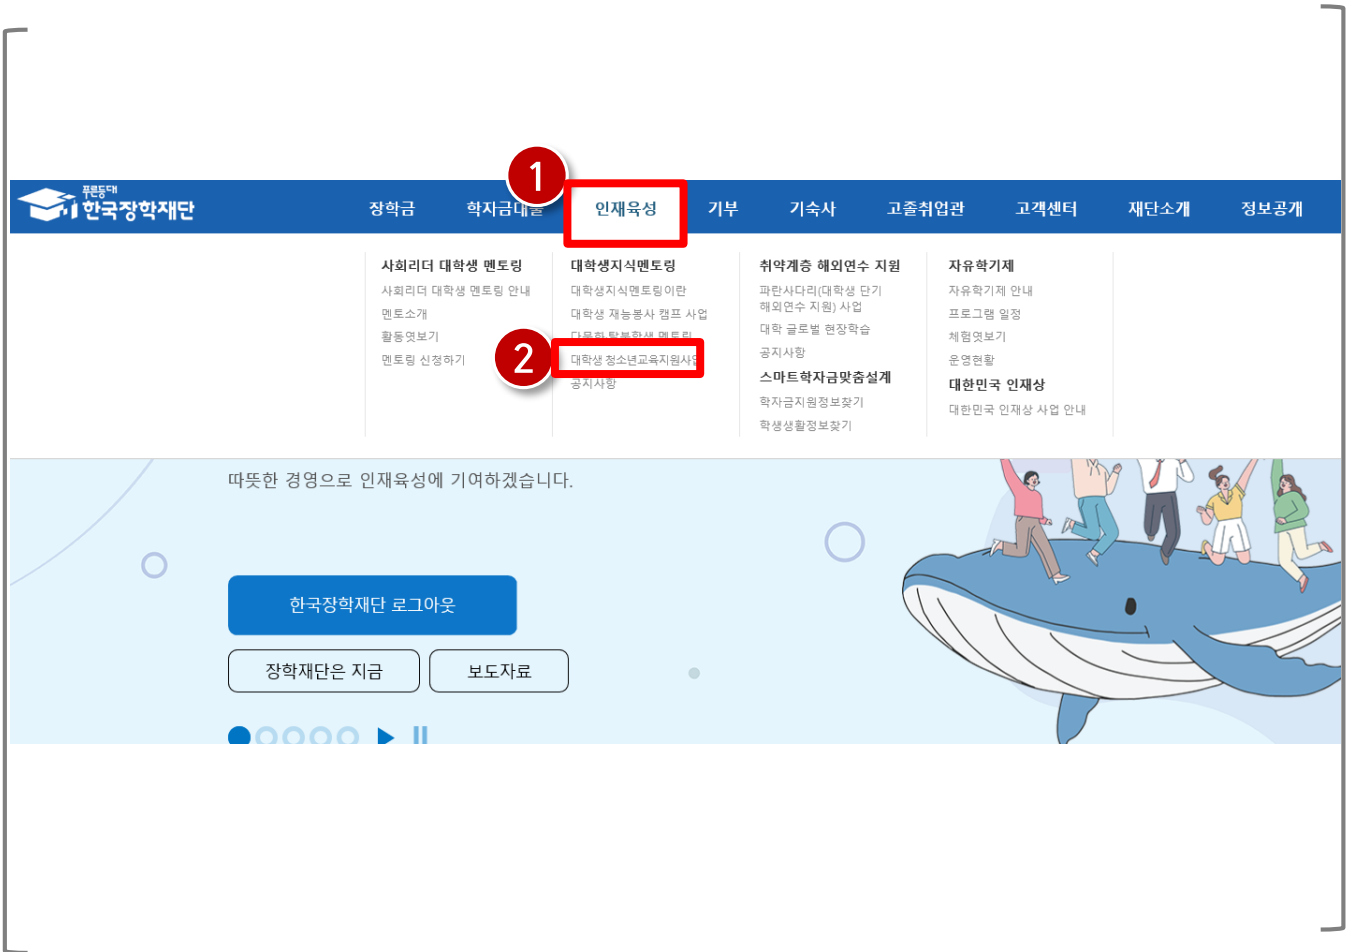 1
푸른등대
한국장학재단
장학금
학자금대출
인재육성
기부
기숙사
고졸취업관
고객센터
재단소개
정보공개
사회리더 대학생 멘토링
사회리더 대학생 멘토링 안내
멘토소개
활동엿보기
멘토링 신청하기
대학생지식멘토링
대학생지식멘토링이란
대학생 재능봉사 캠프 사업
다문화·탈북학생 멘토링
2
대학생 청소년교육지원사업
공지사항
취약계층 해외연수 지원
파란사다리(대학생 단기
해외연수 지원) 사업
대학 글로벌 현장학습
공지사항
스마트학자금맞춤설계
학자금지원정보찾기
학생생활정보찾기
자유학기제
자유학기제 안내
프로그램 일정
체험엿보기
운영현황
대한민국 인재상
대한민국 인재상 사업 안내
따뜻한 경영으로 인재육성에 기여하겠습니다.
한국장학재단 로그아웃
장학재단은 지금
보도자료